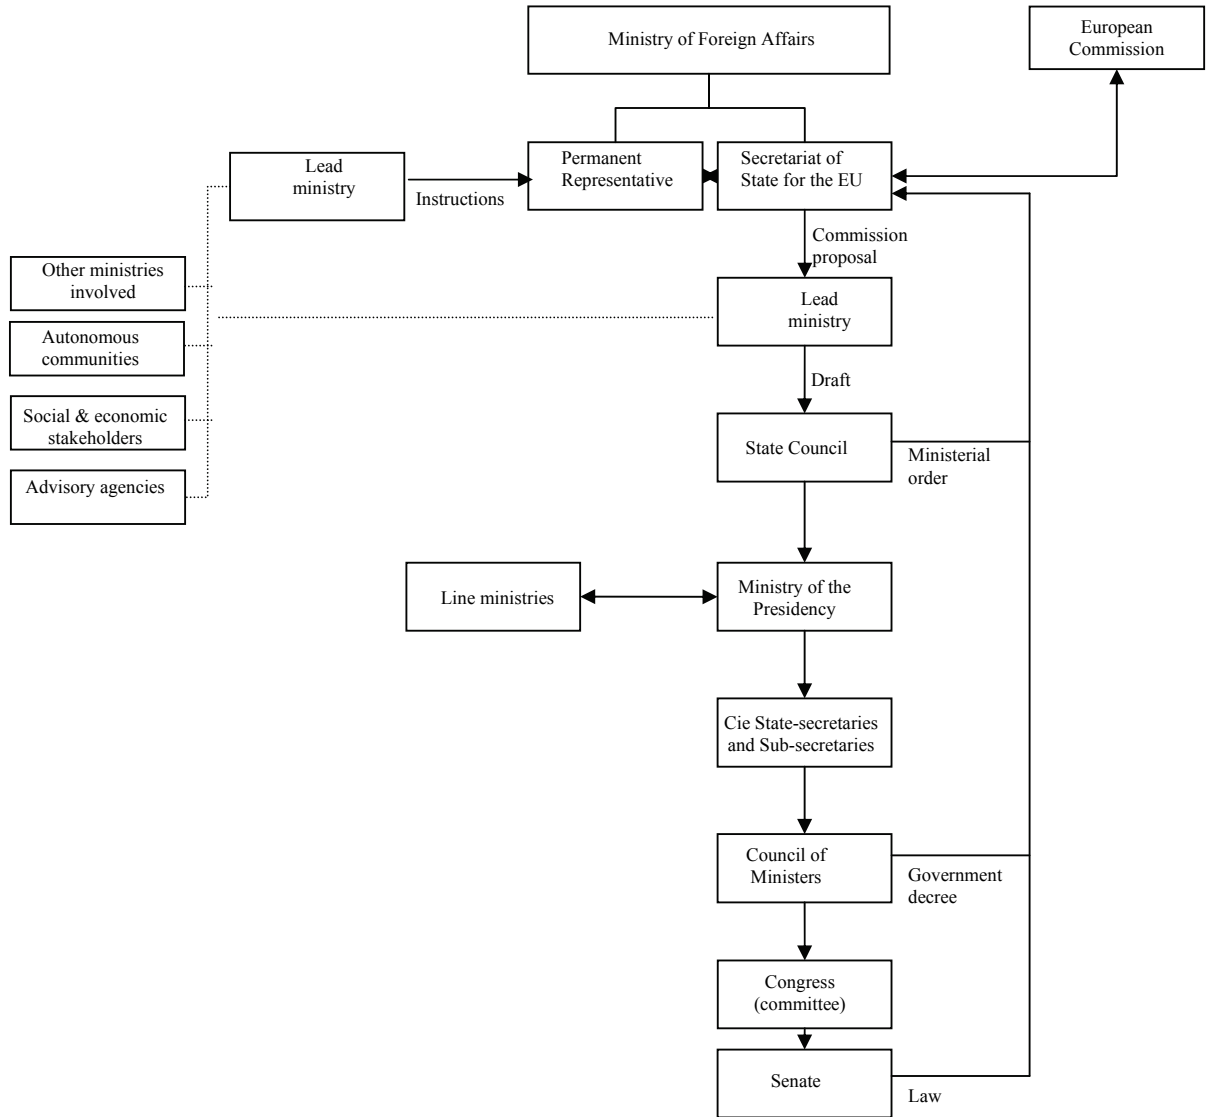 Ministry of Foreign Affairs
European
Commission
Lead
ministry
Instructions
Permanent
Representative
Secretariat of
State for the EU
Commission
proposal
Other ministries
involved
Lead
ministry
Autonomous
communities
Draft
Social & economic
stakeholders
State Council
Ministerial
order
Advisory agencies
Line ministries
Ministry of the
Presidency
Cie State-secretaries
and Sub-secretaries
Council of
Ministers
Government
decree
Congress
(committee)
Senate
Law